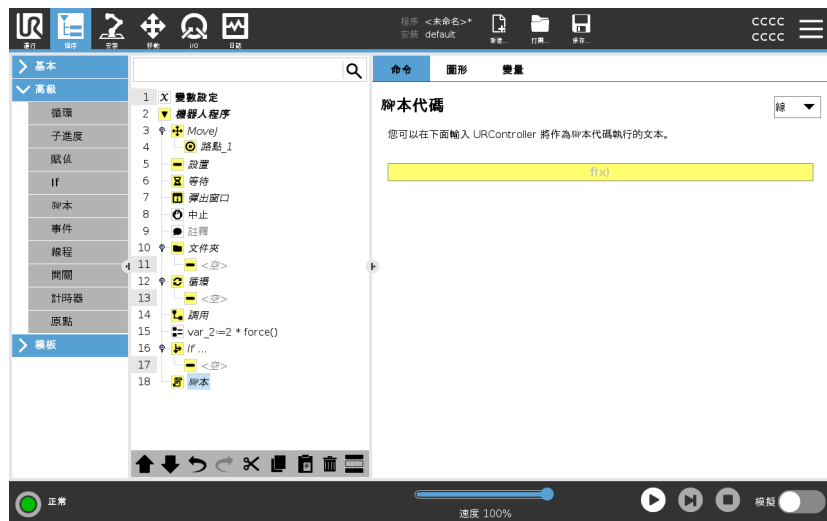 UR
運行
程序
安裝
移動
I/O
日誌
程序 <未命名>*
安裝 default
新建...
打開...
保存...
CCCC
CCCC
基本
高級
循環
子進度
賦值
If
腳本
事件
線程
開關
計時器
原點
模板
1 X 變數設定
2 機器人程序
3 MoveJ
4 路點_1
5 設置
6 等待
7 彈出窗口
8 中止
9 註釋
10 文件夾
11 <空>
12 循環
13 <空>
14 調用
15 var_2≔2 * force()
16 If ...
17 <空>
18 腳本
命令 圖形 變量
腳本代碼
線
您可以在下面輸入 URController 將作為腳本代碼執行的文本。
f(x)
正常
速度 100%
模擬